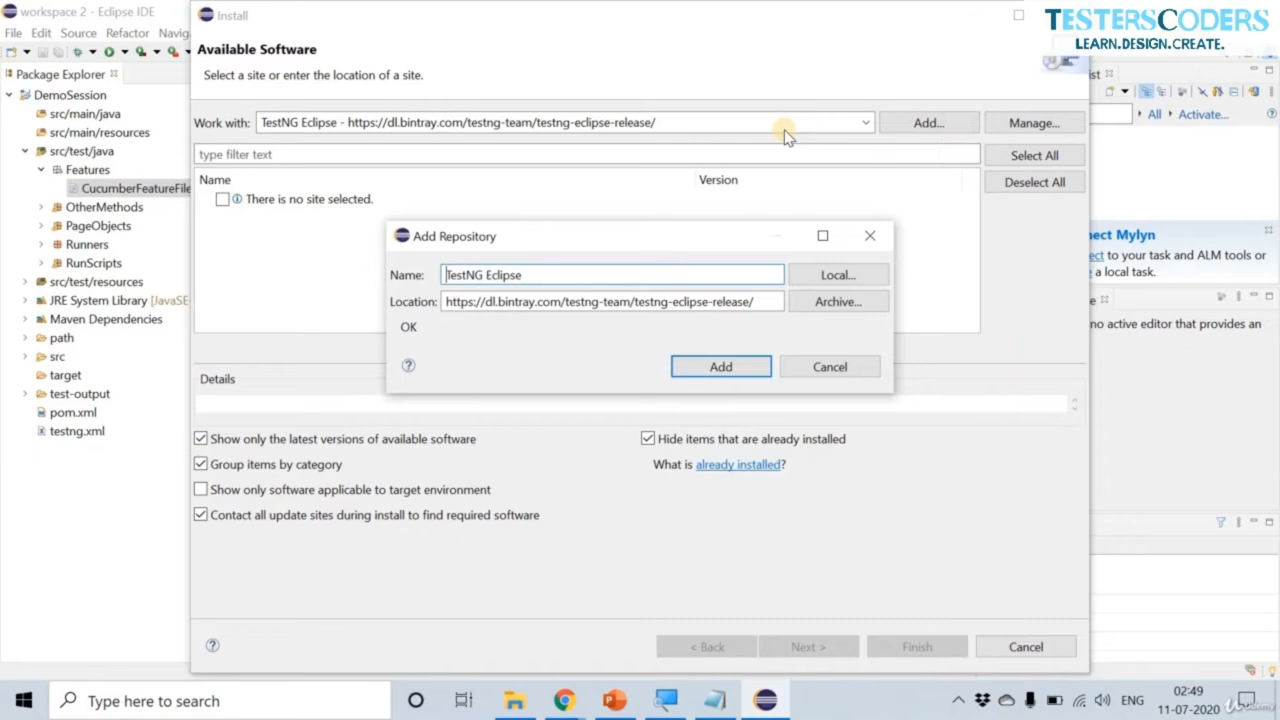 workspace 2 - Eclipse IDE
File Edit Source Refactor Navig
Package Explorer
DemoSession
src/main/java
src/main/resources
src/test/java
Features
CucumberFeatureFile
OtherMethods
PageObjects
Runners
RunScripts
src/test/resources
JRE System Library [JavaSE-
Maven Dependencies
path
src
target
test-output
pom.xml
testng.xml
Install
Available Software
Select a site or enter the location of a site.
Work with: TestNG Eclipse - https://dl.bintray.com/testng-team/testng-eclipse-release/ Add... Manage...
type filter text Select All
Name Version Deselect All
There is no site selected.
Add Repository
Name: TestNG Eclipse Local...
Location: https://dl.bintray.com/testng-team/testng-eclipse-release/ Archive...
OK
Add Cancel
Details
Show only the latest versions of available software Hide items that are already installed
Group items by category What is already installed?
Show only software applicable to target environment
Contact all update sites during install to find required software
< Back Next > Finish Cancel
TESTERSCODERS
LEARN.DESIGN.CREATE.
ist
All Activate...
nect Mylyn
ect to your task and ALM tools or
e a local task.
e
no active editor that provides an
Type here to search
ENG
02:49
11-07-2020
Udemy